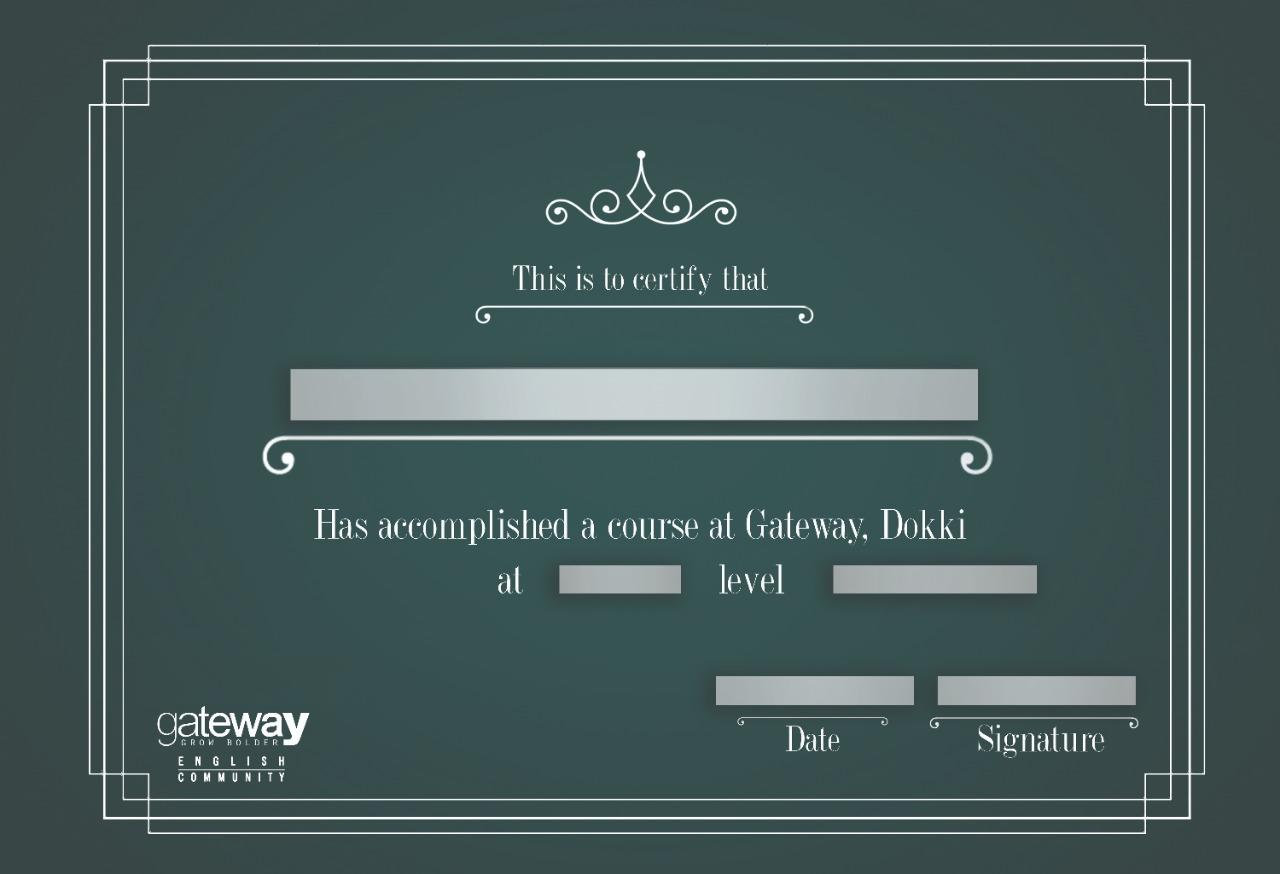 This is to certify that
Has accomplished a course at Gateway, Dokki
at level
Date Signature
gateway
GROW BOLDER
ENGLISH
COMMUNITY